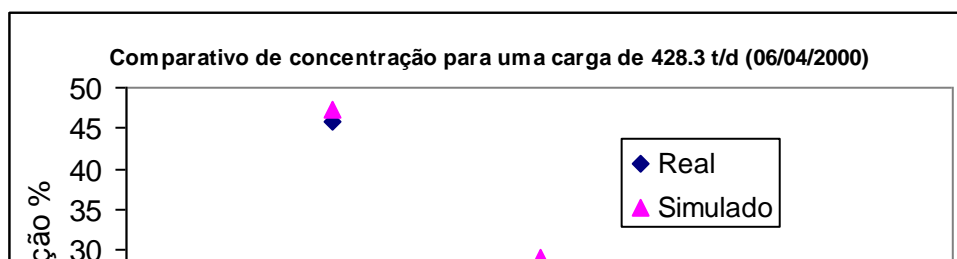 Comparativo de concentração para uma carga de 428.3 t/d (06/04/2000)
50
45
40
35
30
ção %
Real
Simulado